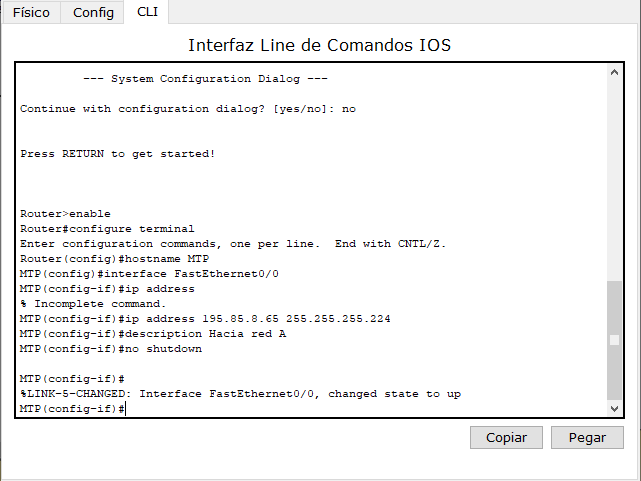 Físico Config CLI
Interfaz Line de Comandos IOS
--- System Configuration Dialog ---
Continue with configuration dialog? [yes/no]: no
Press RETURN to get started!
Router>enable
Router#configure terminal
Enter configuration commands, one per line.  End with CNTL/Z.
Router(config)#hostname MTP
MTP(config)#interface FastEthernet0/0
MTP(config-if)#ip address
% Incomplete command.
MTP(config-if)#ip address 195.85.8.65 255.255.255.224
MTP(config-if)#description Hacia red A
MTP(config-if)#no shutdown
MTP(config-if)#
%LINK-5-CHANGED: Interface FastEthernet0/0, changed state to up
MTP(config-if)#
Copiar Pegar